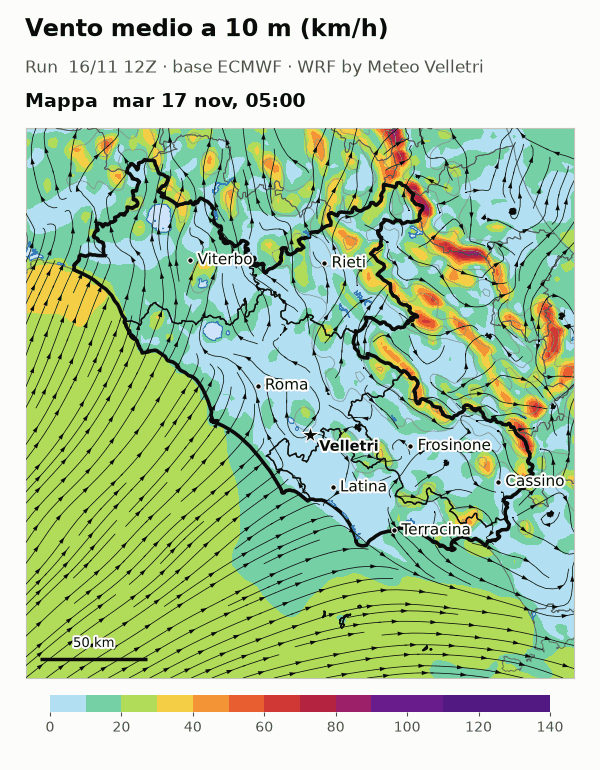 Vento medio a 10 m (km/h)
Run 16/11 12Z · base ECMWF · WRF by Meteo Velletri
Mappa mar 17 nov, 05:00
Viterbo
Rieti
Roma
Velletri
Frosinone
Latina
Cassino
Terracina
50 km
0 20 40 60 80 100 120 140